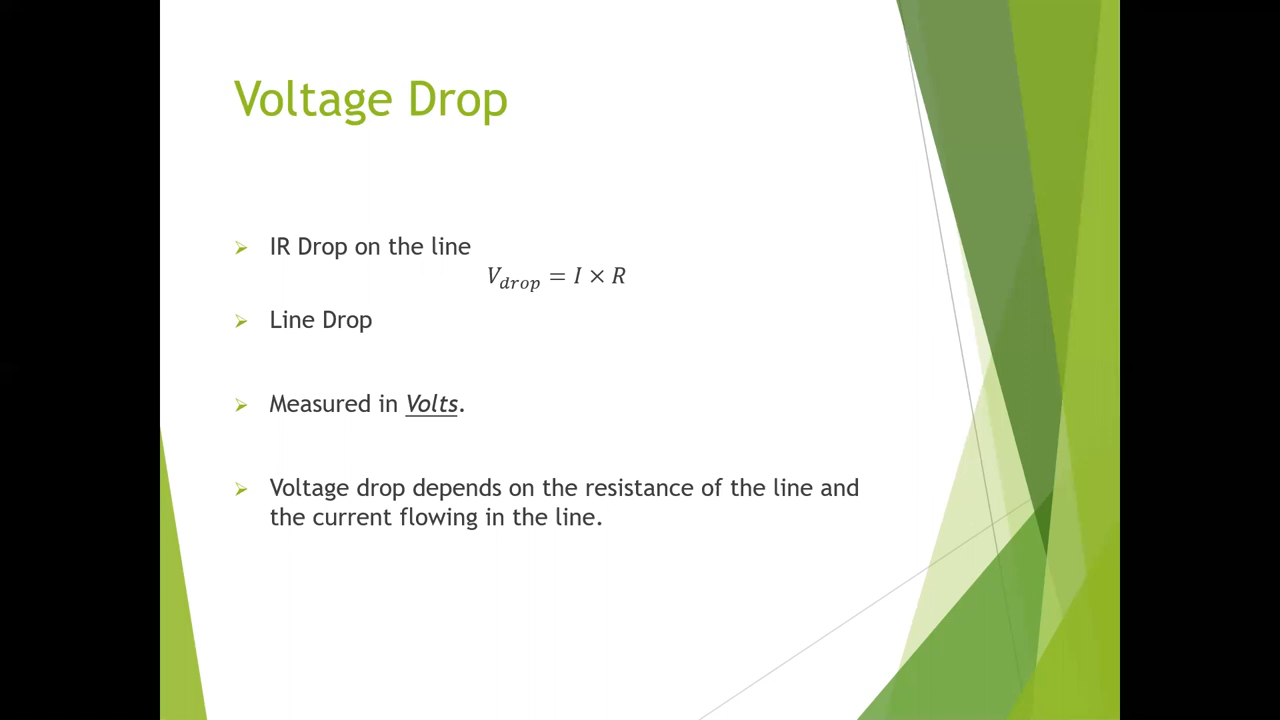 Voltage Drop
IR Drop on the line
V_drop = I × R
Line Drop
Measured in Volts.
Voltage drop depends on the resistance of the line and
the current flowing in the line.